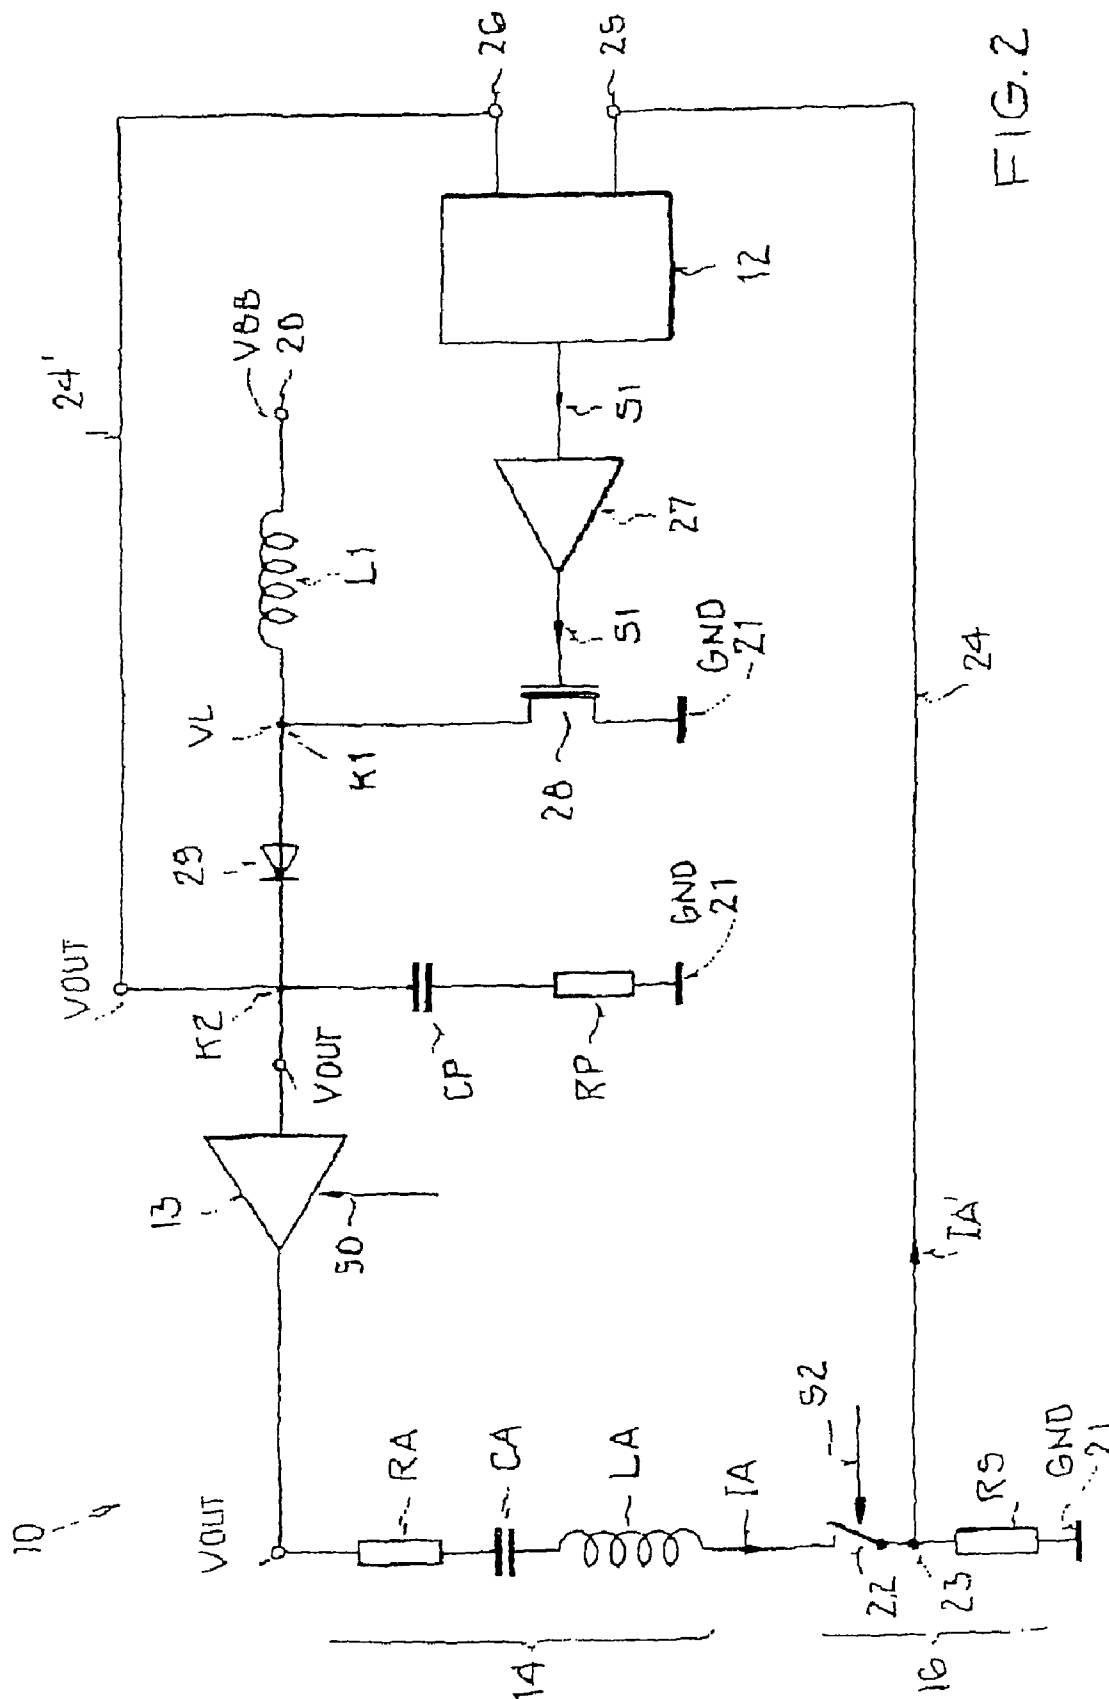 10
VOUT
24'
13
29
VL
VOUT
K2
VBB
20
VOUT
S0
K1
L1
RA
CP
26
CA
14
28
RP
S1
S1
25
LA
27
GND
21
GND
21
IA
12
S2
22
16
23
IA'
24
RS
FIG. 2
GND
21